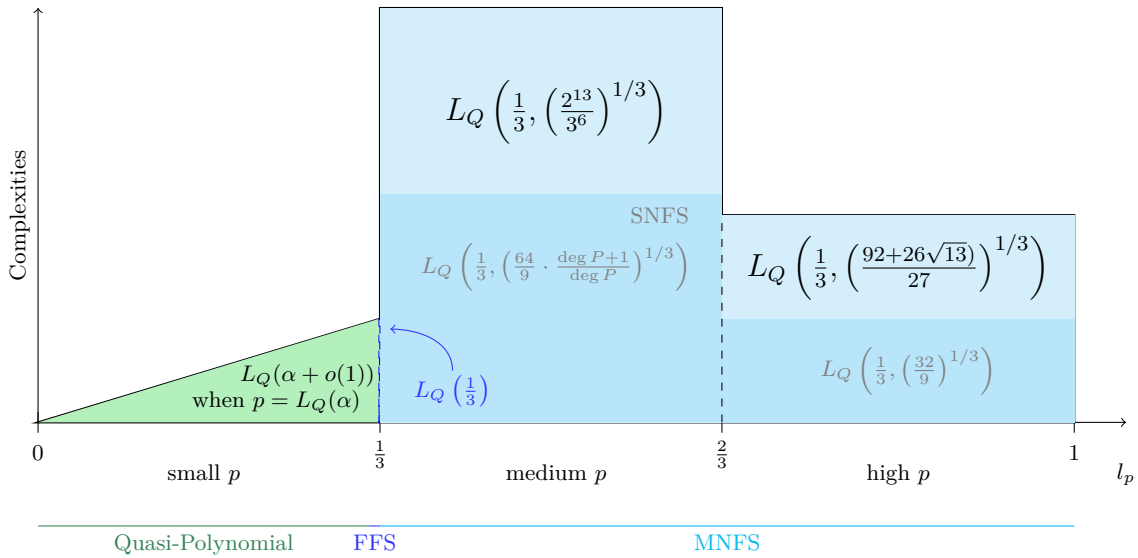 Complexities
L_Q (1/3, (2^13/3^6)^1/3)
SNFS
L_Q (1/3, (64/9 · deg P+1/deg P)^1/3)
L_Q (1/3, (92+26√13)/27)^1/3)
L_Q (1/3, (32/9)^1/3)
L_Q(α + o(1))
when p = L_Q(α)
L_Q (1/3)
0 1/3 2/3 1
small p medium p high p l_p
Quasi-Polynomial FFS MNFS